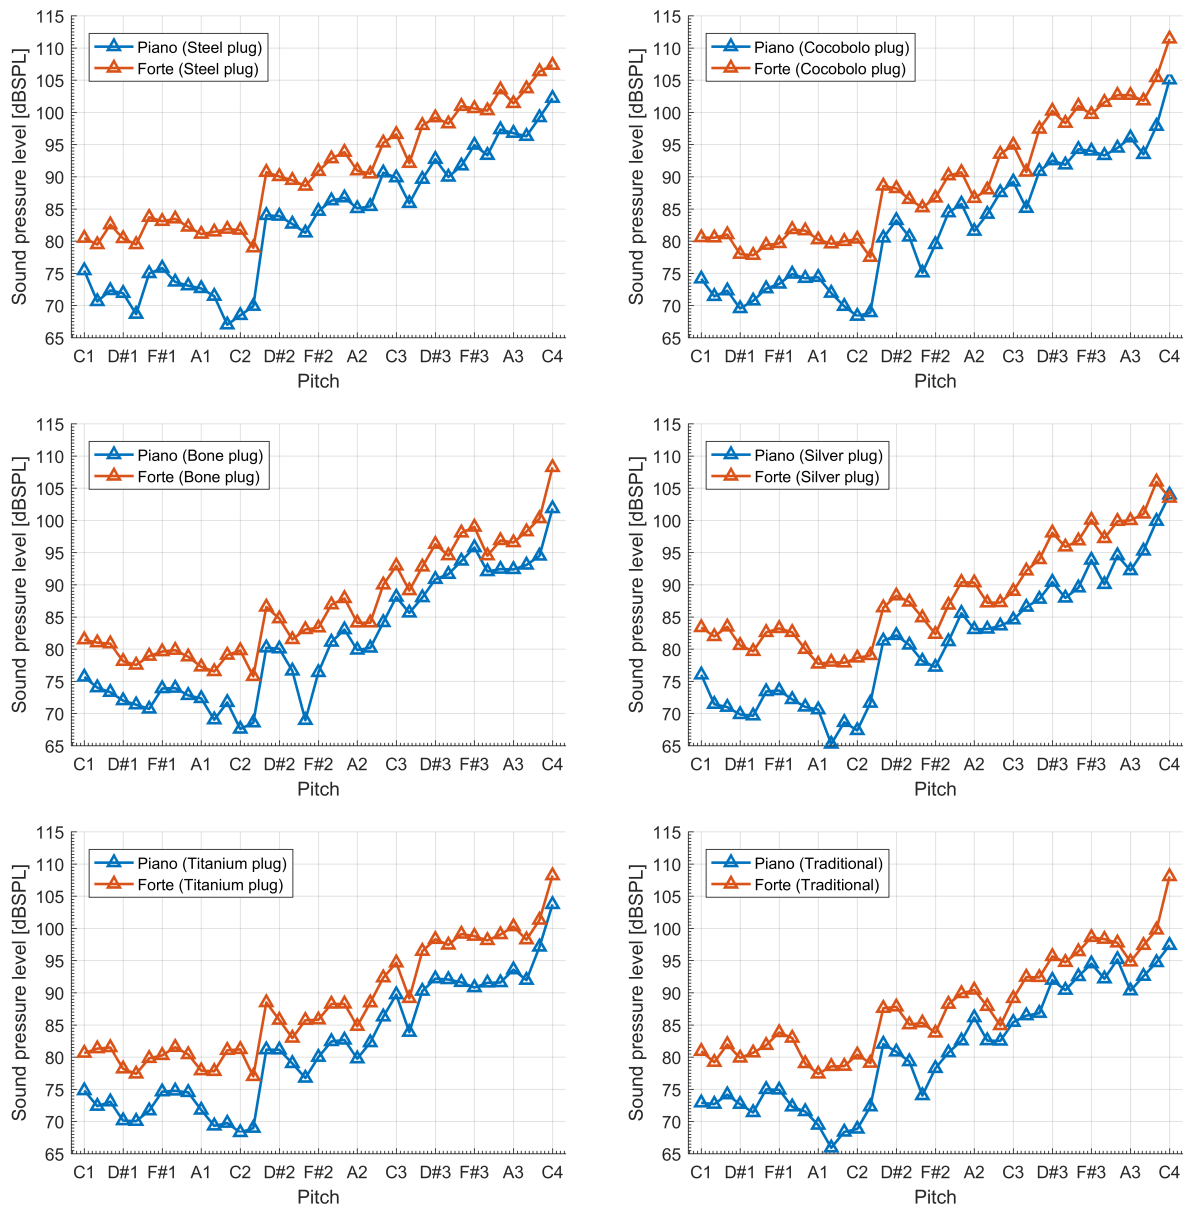 115
110
105
100
95
90
85
80
75
70
65
Sound pressure level [dBSPL]
Piano (Steel plug)
Forte (Steel plug)
C1 D#1 F#1 A1 C2 D#2 F#2 A2 C3 D#3 F#3 A3 C4
Pitch
115
110
105
100
95
90
85
80
75
70
65
Sound pressure level [dBSPL]
Piano (Cocobolo plug)
Forte (Cocobolo plug)
C1 D#1 F#1 A1 C2 D#2 F#2 A2 C3 D#3 F#3 A3 C4
Pitch
115
110
105
100
95
90
85
80
75
70
65
Sound pressure level [dBSPL]
Piano (Bone plug)
Forte (Bone plug)
C1 D#1 F#1 A1 C2 D#2 F#2 A2 C3 D#3 F#3 A3 C4
Pitch
115
110
105
100
95
90
85
80
75
70
65
Sound pressure level [dBSPL]
Piano (Silver plug)
Forte (Silver plug)
C1 D#1 F#1 A1 C2 D#2 F#2 A2 C3 D#3 F#3 A3 C4
Pitch
115
110
105
100
95
90
85
80
75
70
65
Sound pressure level [dBSPL]
Piano (Titanium plug)
Forte (Titanium plug)
C1 D#1 F#1 A1 C2 D#2 F#2 A2 C3 D#3 F#3 A3 C4
Pitch
115
110
105
100
95
90
85
80
75
70
65
Sound pressure level [dBSPL]
Piano (Traditional)
Forte (Traditional)
C1 D#1 F#1 A1 C2 D#2 F#2 A2 C3 D#3 F#3 A3 C4
Pitch